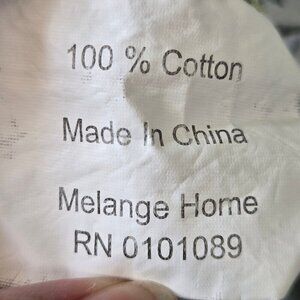 100 % Cotton
Made In China
Melange Home
RN 0101089